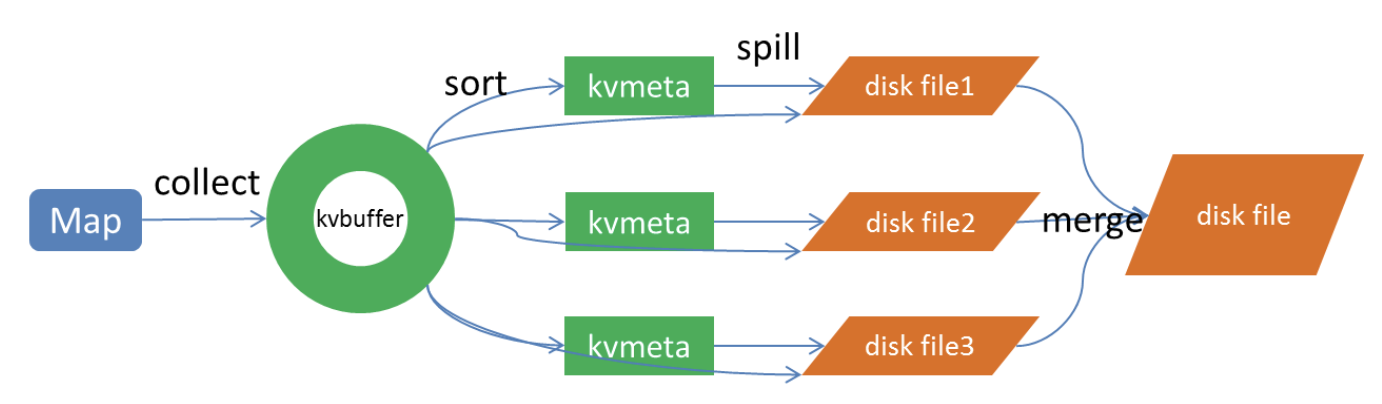 spill
sort
kvmeta
disk file1
collect
Map
kvbuffer
kvmeta
disk file2
merge
disk file
kvmeta
disk file3